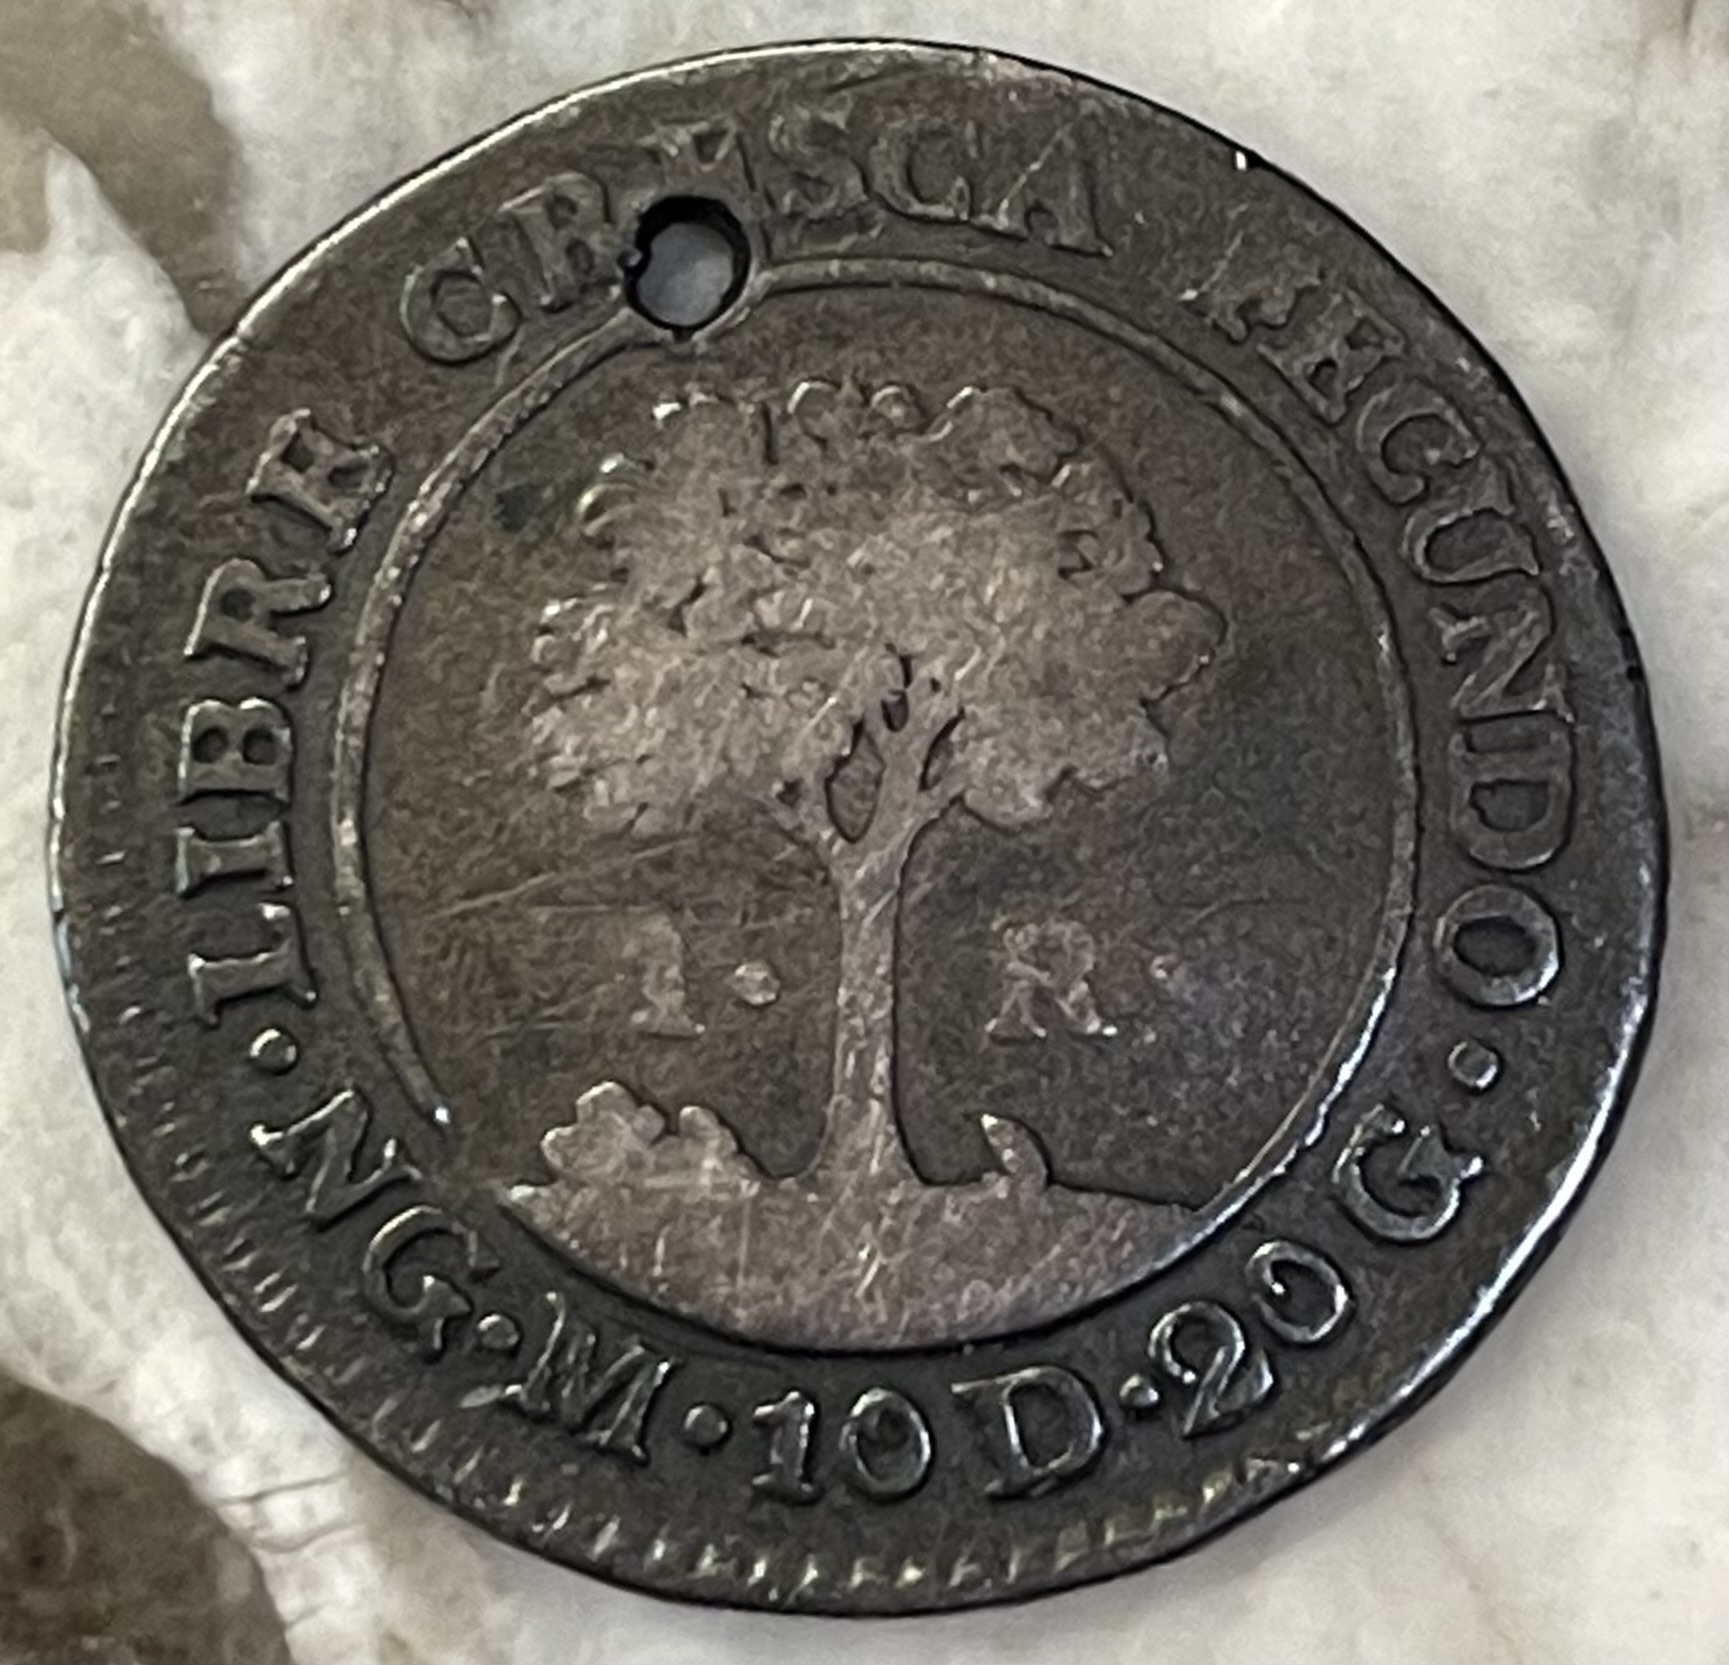 LIBRE CRESCA FECUNDO·
NG·M·10D·20G·
1·R·